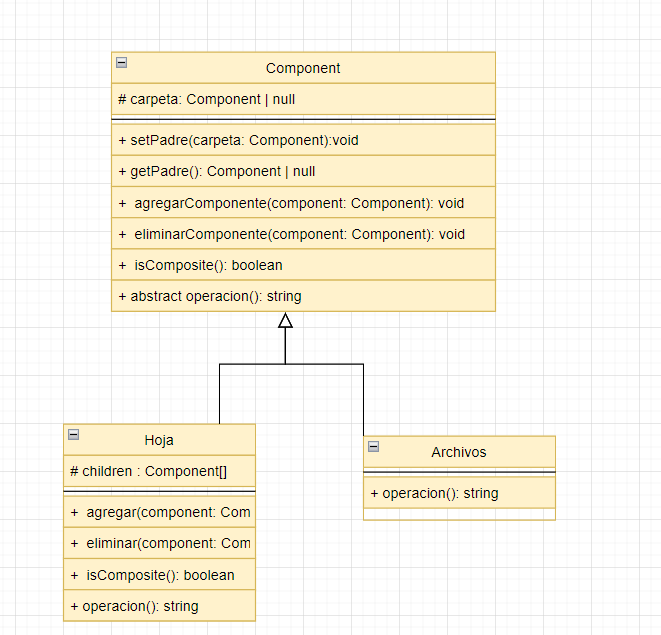 Component
# carpeta: Component | null
+ setPadre(carpeta: Component):void
+ getPadre(): Component | null
+ agregarComponente(component: Component): void
+ eliminarComponente(component: Component): void
+ isComposite(): boolean
+ abstract operacion(): string
Hoja
# children : Component[]
+ agregar(component: Com
+ eliminar(component: Com
+ isComposite(): boolean
+ operacion(): string
Archivos
+ operacion(): string